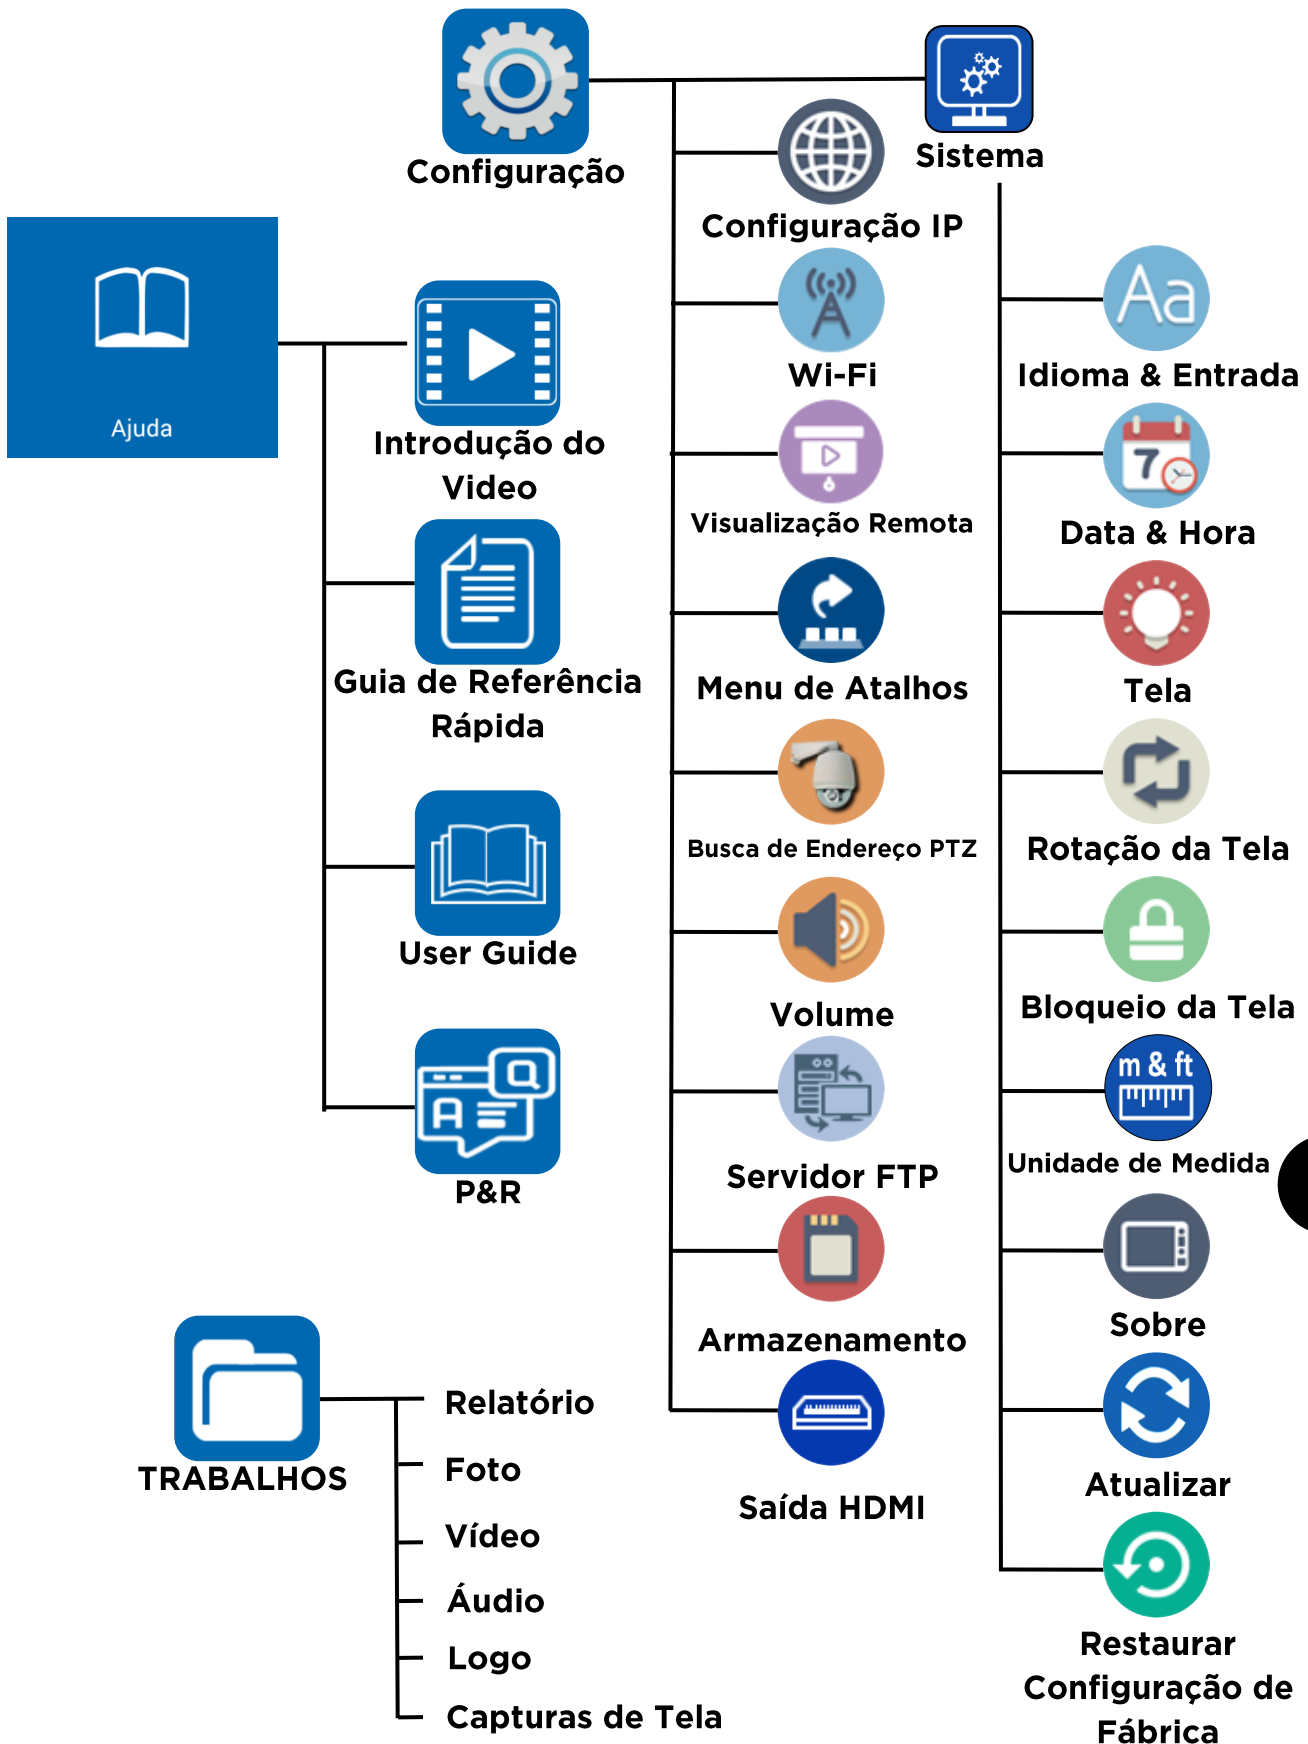 Configuração
Sistema
Configuração IP
Wi-Fi
Visualização Remota
Menu de Atalhos
Busca de Endereço PTZ
Volume
Servidor FTP
Armazenamento
Saída HDMI
Aa
Idioma & Entrada
7
Data & Hora
Tela
Rotação da Tela
Bloqueio da Tela
m & ft
Unidade de Medida
Sobre
Atualizar
Restaurar
Configuração de
Fábrica
Ajuda
Introdução do
Video
Guia de Referência
Rápida
User Guide
Q
A
P&R
TRABALHOS
Relatório
Foto
Vídeo
Áudio
Logo
Capturas de Tela